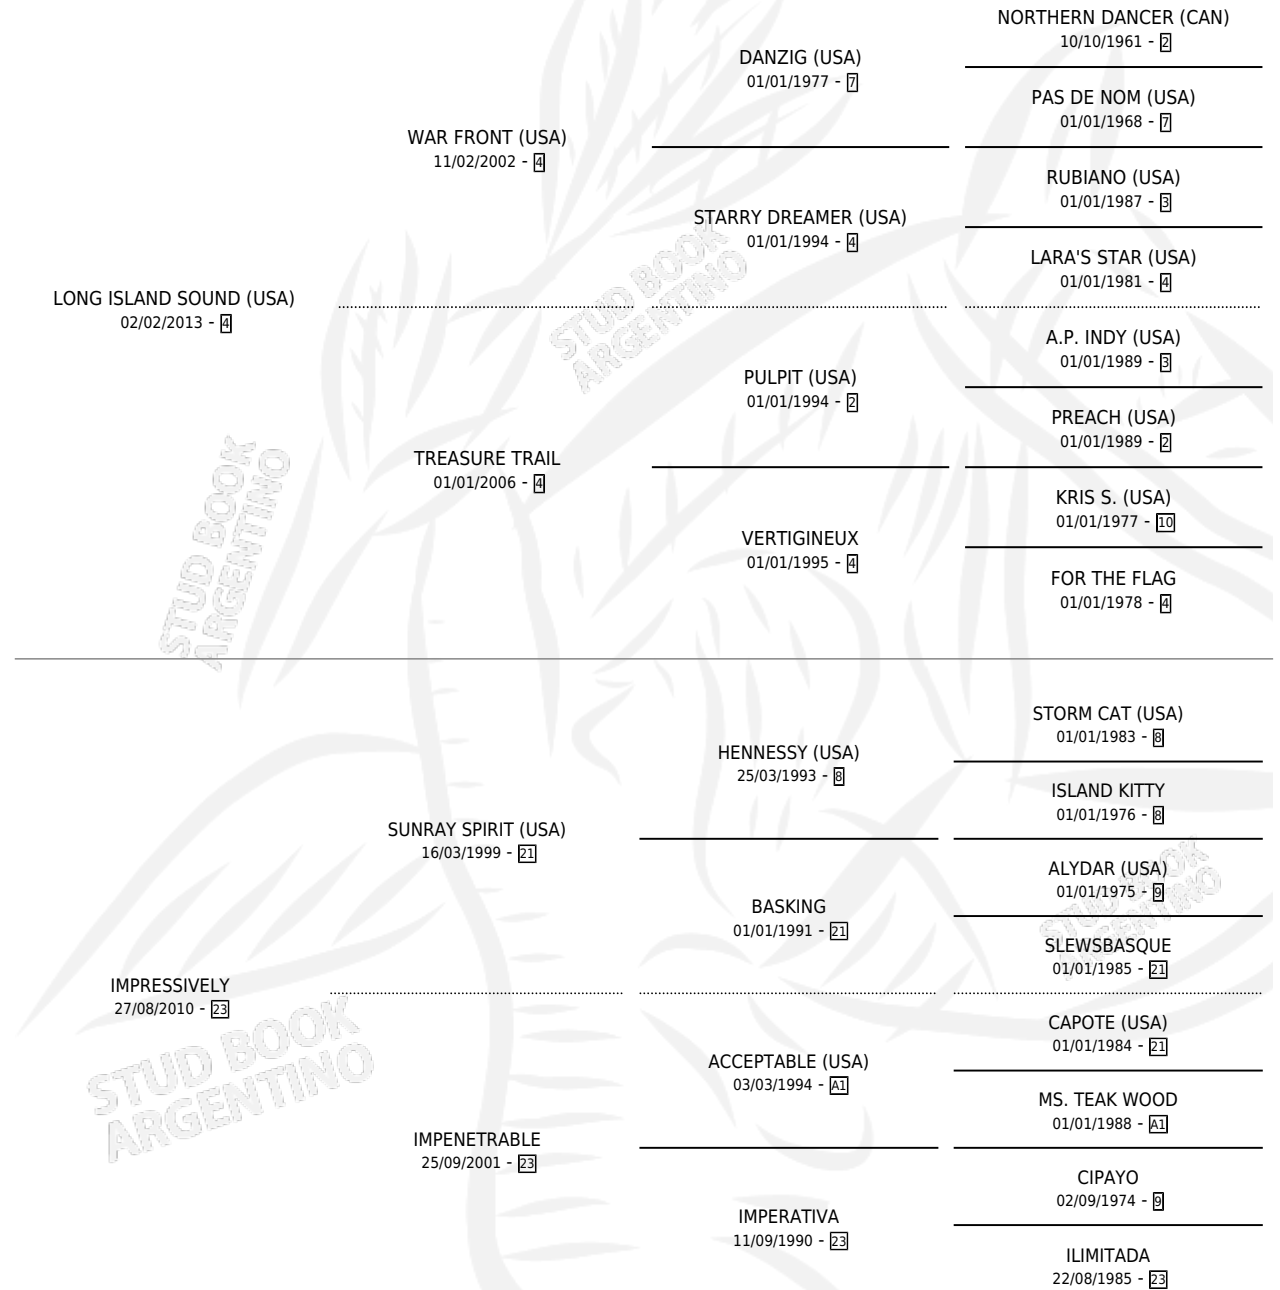 NORTHERN DANCER (CAN)
10/10/1961 - 2
DANZIG (USA)
01/01/1977 - 7
PAS DE NOM (USA)
01/01/1968 - 7
WAR FRONT (USA)
11/02/2002 - 4
RUBIANO (USA)
01/01/1987 - 3
STARRY DREAMER (USA)
01/01/1994 - 4
LARA'S STAR (USA)
01/01/1981 - 4
LONG ISLAND SOUND (USA)
02/02/2013 - 4
A.P. INDY (USA)
01/01/1989 - 3
PULPIT (USA)
01/01/1994 - 2
PREACH (USA)
01/01/1989 - 2
TREASURE TRAIL
01/01/2006 - 4
KRIS S. (USA)
01/01/1977 - 10
VERTIGINEUX
01/01/1995 - 4
FOR THE FLAG
01/01/1978 - 4
STUD BOOK
ARGENTINO
STUD BOOK
ARGENTINO
STORM CAT (USA)
01/01/1983 - 8
HENNESSY (USA)
25/03/1993 - 8
ISLAND KITTY
01/01/1976 - 8
SUNRAY SPIRIT (USA)
16/03/1999 - 21
ALYDAR (USA)
01/01/1975 - 9
BASKING
01/01/1991 - 21
SLEWSBASQUE
01/01/1985 - 21
IMPRESSIVELY
27/08/2010 - 23
CAPOTE (USA)
01/01/1984 - 21
ACCEPTABLE (USA)
03/03/1994 - A1
MS. TEAK WOOD
01/01/1988 - A1
IMPENETRABLE
25/09/2001 - 23
CIPAYO
02/09/1974 - 9
IMPERATIVA
11/09/1990 - 23
ILIMITADA
22/08/1985 - 23
STUD BOOK
ARGENTINO
STUD BOOK
ARGENTINO